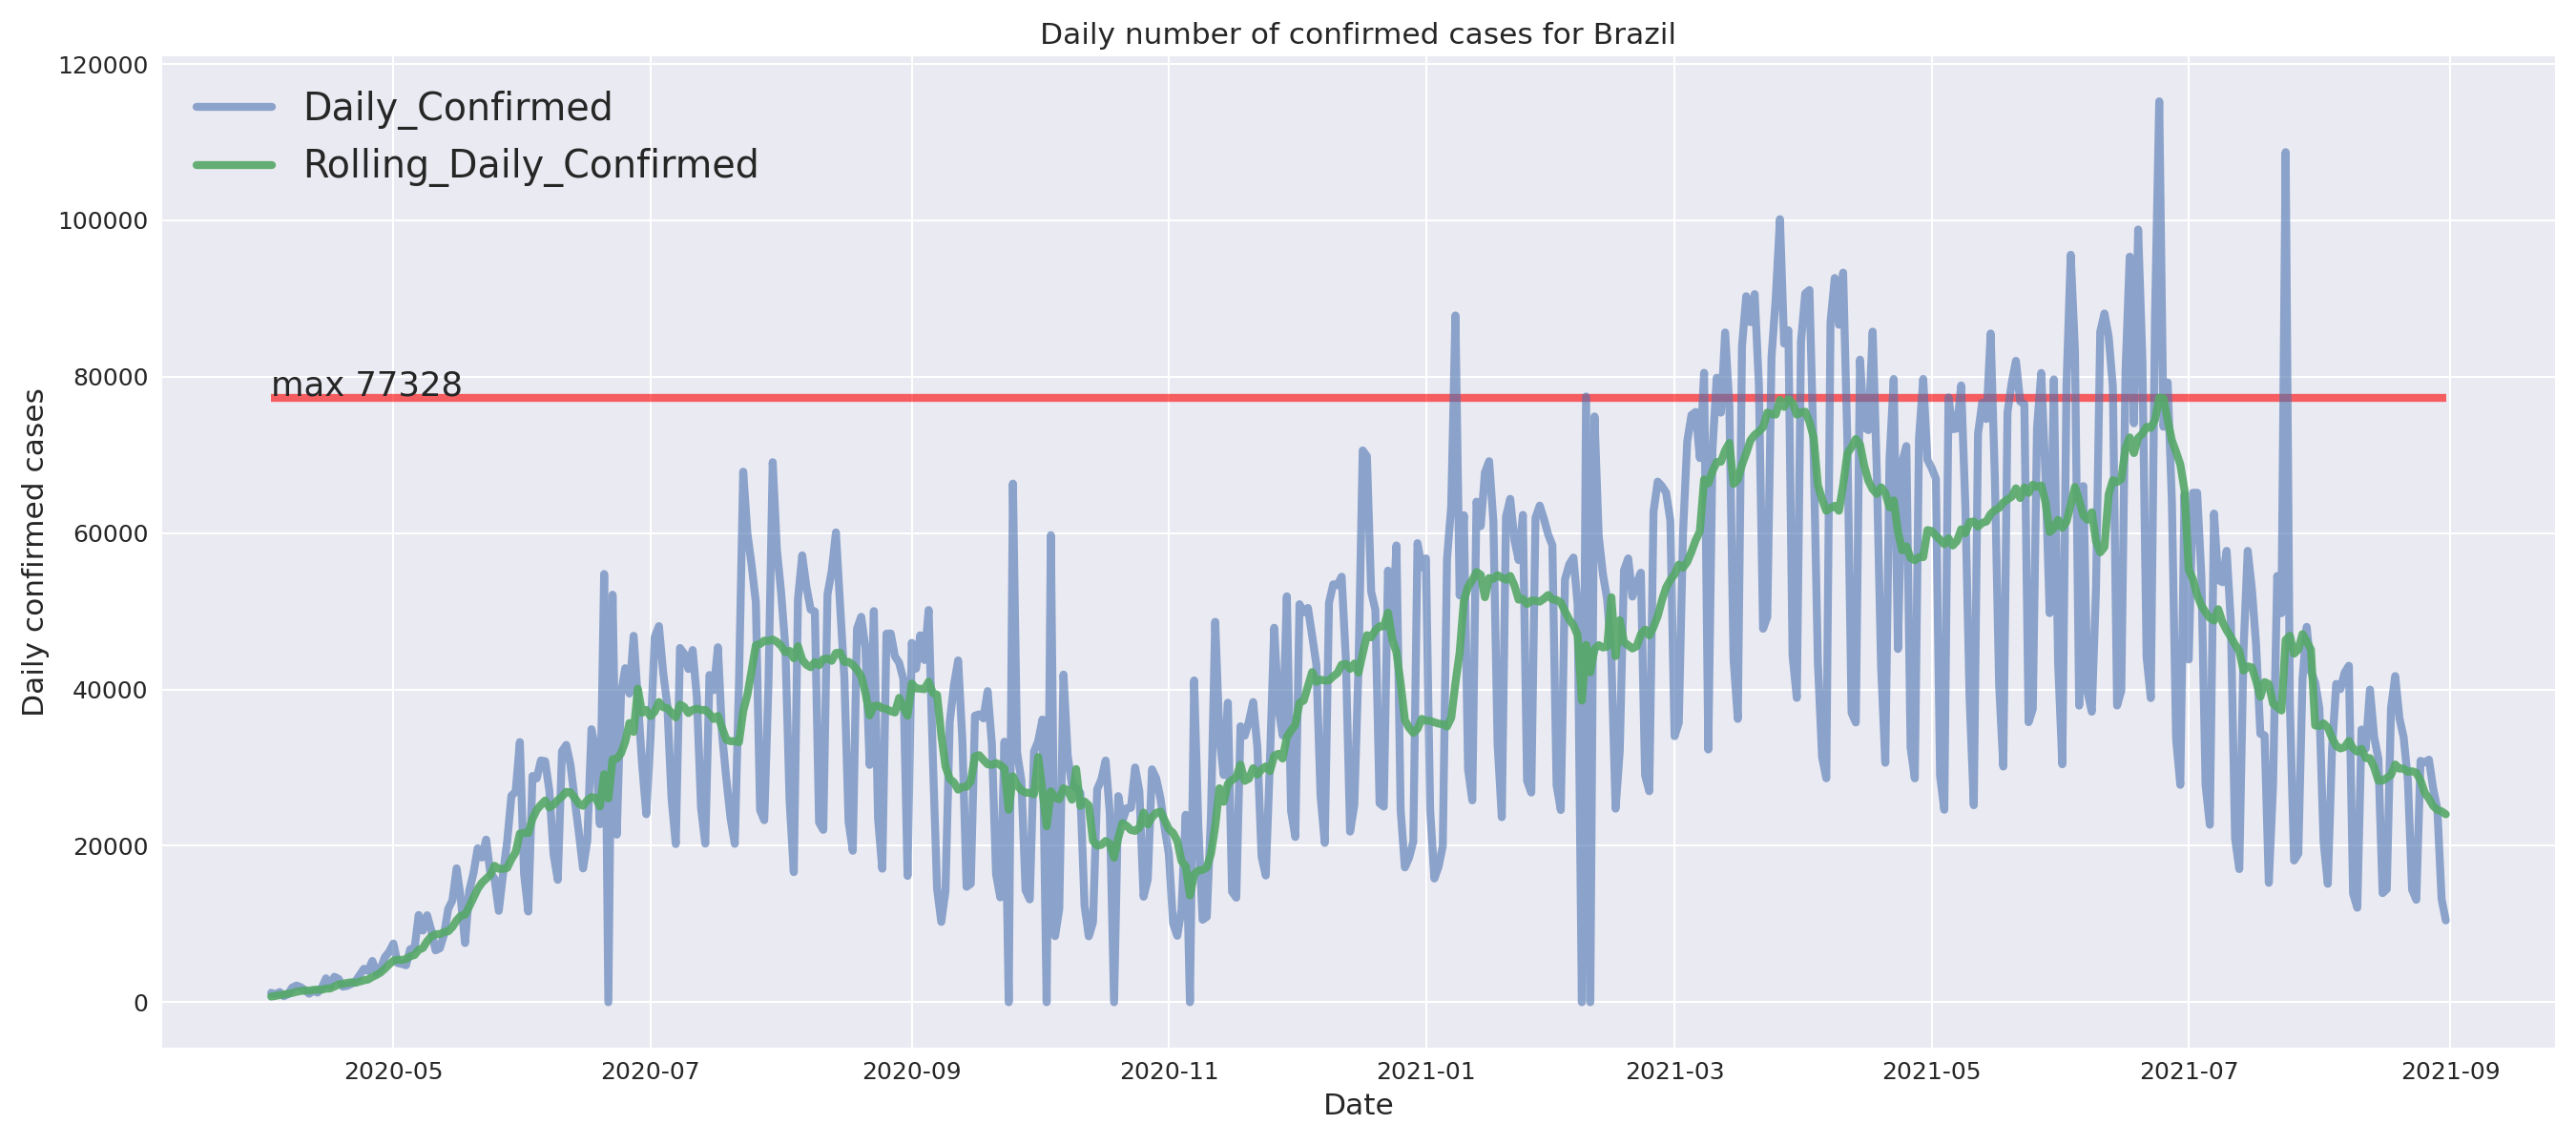 Daily number of confirmed cases for Brazil
120000
Daily_Confirmed
Rolling_Daily_Confirmed
100000
80000
max 77328
60000
40000
20000
0
Daily confirmed cases
2020-05 2020-07 2020-09 2020-11 2021-01 2021-03 2021-05 2021-07 2021-09
Date